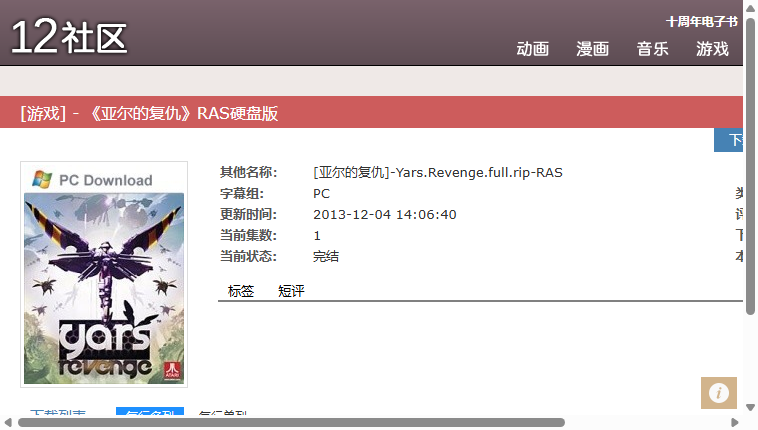 12社区
十周年电子书
动画 漫画 音乐 游戏
[游戏] - 《亚尔的复仇》RAS硬盘版
PC Download
yars
revenge
ATARI
其他名称: [亚尔的复仇]-Yars.Revenge.full.rip-RAS
字幕组: PC
更新时间: 2013-12-04 14:06:40
当前集数: 1
当前状态: 完结
标签 短评
下载列表